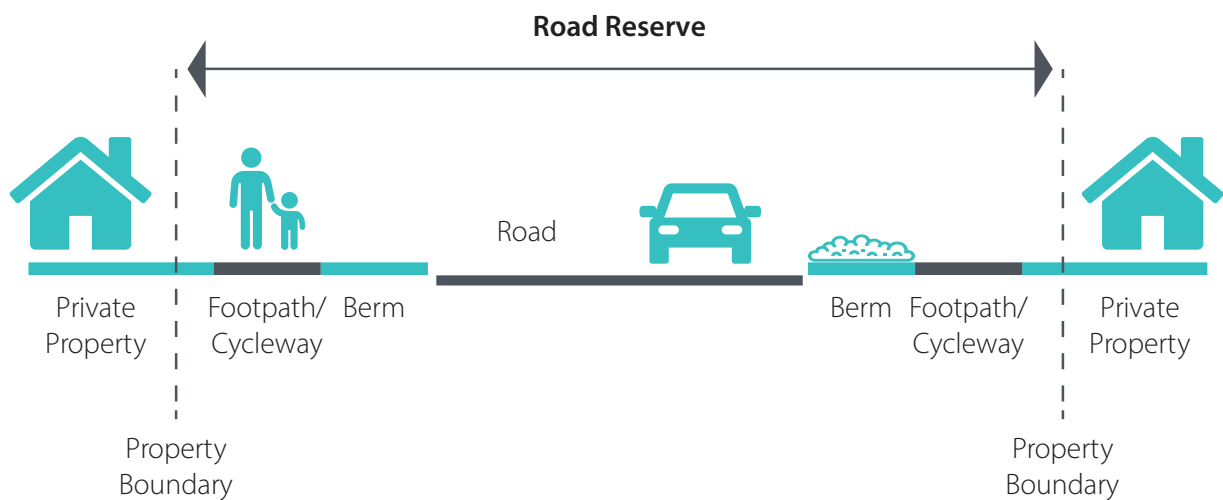 Road Reserve
Road
Private
Property
Footpath/
Cycleway
Berm
Berm
Footpath/
Cycleway
Private
Property
Property
Boundary
Property
Boundary